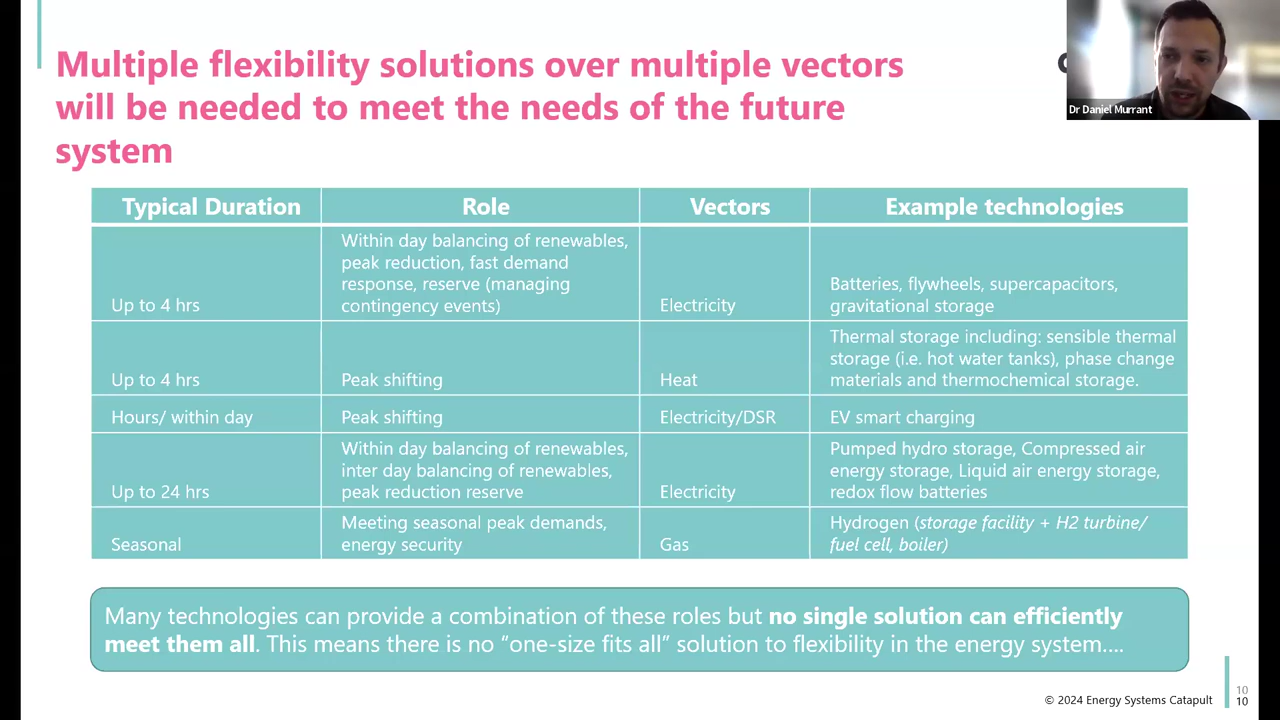 Multiple flexibility solutions over multiple vectors
will be needed to meet the needs of the future
system
Dr Daniel Murrant
Typical Duration Role Vectors Example technologies
Within day balancing of renewables,
peak reduction, fast demand
response, reserve (managing
contingency events)
Up to 4 hrs
Electricity
Batteries, flywheels, supercapacitors,
gravitational storage
Up to 4 hrs
Peak shifting
Heat
Thermal storage including: sensible thermal
storage (i.e. hot water tanks), phase change
materials and thermochemical storage.
Hours/ within day
Peak shifting
Electricity/DSR
EV smart charging
Up to 24 hrs
Within day balancing of renewables,
inter day balancing of renewables,
peak reduction reserve
Electricity
Pumped hydro storage, Compressed air
energy storage, Liquid air energy storage,
redox flow batteries
Seasonal
Meeting seasonal peak demands,
energy security
Gas
Hydrogen (storage facility + H2 turbine/
fuel cell, boiler)
Many technologies can provide a combination of these roles but no single solution can efficiently
meet them all. This means there is no “one-size fits all” solution to flexibility in the energy system....
10
© 2024 Energy Systems Catapult
10